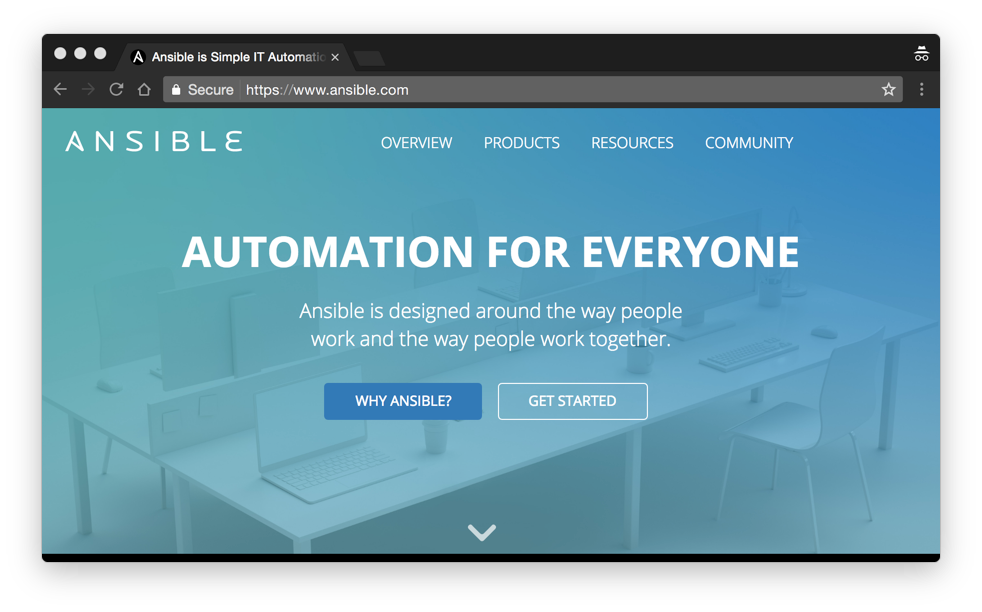 Ansible is Simple IT Automatic
Secure https://www.ansible.com
ANSIBLE
OVERVIEW PRODUCTS RESOURCES COMMUNITY
AUTOMATION FOR EVERYONE
Ansible is designed around the way people
work and the way people work together.
WHY ANSIBLE? GET STARTED